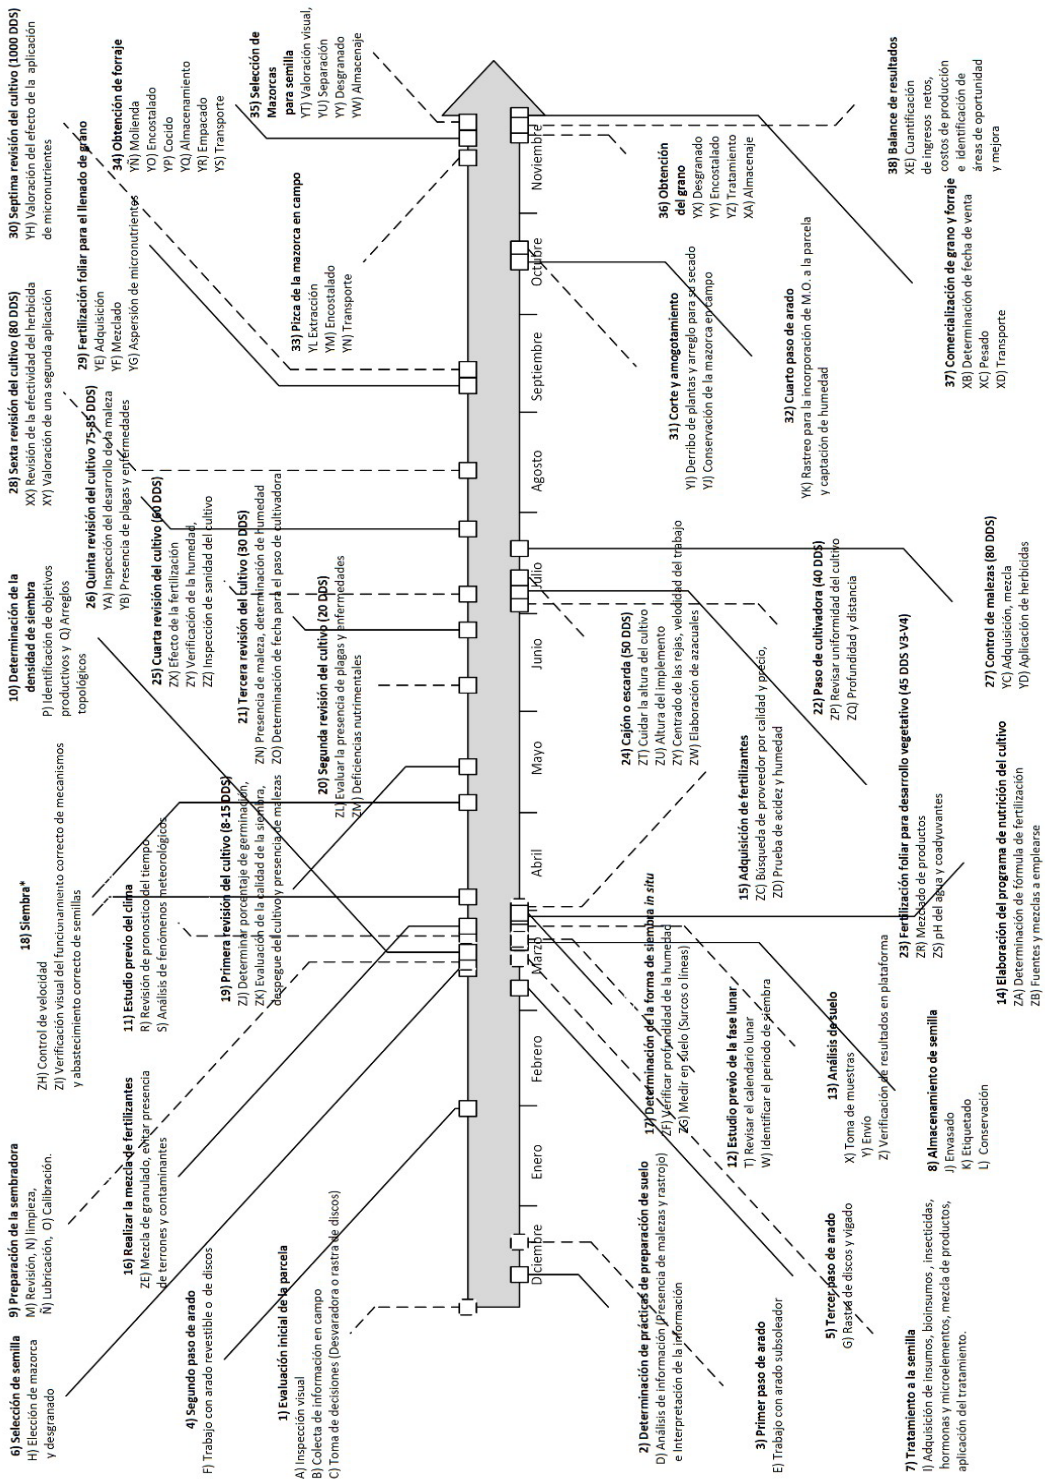 6) Selección de semilla
H) Elección de mazorca
y desgranado
9) Preparación de la sembradora
M) Revisión, N) limpieza,
Ñ) Lubricación, O) Calibración.
18) Siembra*
ZH) Control de velocidad
ZI) Verificación visual del funcionamiento correcto de mecanismos
y abastecimiento correcto de semillas
10) Determinación de la
densidad de siembra
P) Identificación de objetivos
productivos y Q) Arreglos
topológicos
28) Sexta revisión del cultivo (80 DDS)
XX) Revisión de la efectividad del herbicida
XY) Valoración de una segunda aplicación
30) Septima revisión del cultivo (1000 DDS)
YH) Valoración del efecto de la aplicación
de micronutrientes
16) Realizar la mezcla de fertilizantes
ZE) Mezcla de granulado, evitar presencia
de terrones y contaminantes
11) Estudio previo del clima
R) Revisión de pronostico del tiempo
S) Análisis de fenómenos meteorológicos
26) Quinta revisión del cultivo 75-85 DDS)
YA) Inspección del desarrollo de la maleza
YB) Presencia de plagas y enfermedades
29) Fertilización foliar para el llenado de grano
YE) Adquisición
YF) Mezclado
YG) Aspersión de micronutrientes
34) Obtención de forraje
YÑ) Molienda
YO) Encostalado
YP) Cocido
YQ) Almacenamiento
YR) Empacado
YS) Transporte
4) Segundo paso de arado
F) Trabajo con arado revestible o de discos
19) Primera revisión del cultivo (8-15 DDS)
ZJ) Determinar porcentaje de germinación,
ZK) Evaluación de la calidad de la siembra,
despegue del cultivo y presencia de malezas
25) Cuarta revisión del cultivo (60 DDS)
ZX) Efecto de la fertilización
ZY) Verificación de la humedad,
ZZ) Inspección de sanidad del cultivo
21) Tercera revisión del cultivo (30 DDS)
ZN) Presencia de maleza, determinación de humedad
ZO) Determinación de fecha para el paso de cultivadora
35) Selección de
Mazorcas
para semilla
YT) Valoración visual,
YU) Separación
YY) Desgranado
YW) Almacenaje
1) Evaluación inicial de la parcela
A) Inspección visual
B) Colecta de información en campo
C) Toma de decisiones (Desvaradora o rastra de discos)
20) Segunda revisión del cultivo (20 DDS)
ZL) Evaluar la presencia de plagas y enfermedades
ZM) Deficiencias nutrimentales
33) Pizca de la mazorca en campo
YL Extracción
YM) Encostalado
YN) Transporte
Diciembre
Enero
Febrero
Marzo
Abril
Mayo
Junio
Julio
Agosto
Septiembre
Octubre
Noviembre
2) Determinación de prácticas de preparación de suelo
D) Análisis de información (Presencia de malezas y rastrojo)
e Interpretación de la información
17) Determinación de la forma de siembra in situ
ZF) Verificar profundidad de la humedad
ZG) Medir en suelo (Surcos o líneas)
24) Cajón o escarda (50 DDS)
ZT) Cuidar la altura del cultivo
ZU) Altura del implemento
ZY) Centrado de las rejas, velodidad del trabajo
ZW) Elaboración de azacuales
31) Corte y amogotamiento
YI) Derribo de plantas y arreglo para su secado
YJ) Conservación de la mazorca en campo
36) Obtención
del grano
YX) Desgranado
YY) Encostalado
YZ) Tratamiento
XA) Almacenaje
3) Primer paso de arado
E) Trabajo con arado subsoleador
12) Estudio previo de la fase lunar
T) Revisar el calendario lunar
W) Identificar el periodo de siembra
15) Adquisición de fertilizantes
ZC) Búsqueda de proveedor por calidad y precio,
ZD) Prueba de acidez y humedad
22) Paso de cultivadora (40 DDS)
ZP) Revisar uniformidad del cultivo
ZQ) Profundidad y distancia
32) Cuarto paso de arado
YK) Rastreo para la incorporación de M.O. a la parcela
y captación de humedad
5) Tercer paso de arado
G) Rastra de discos y vigado
13) Análisis de suelo
X) Toma de muestras
Y) Envío
Z) Verificación de resultados en plataforma
23) Fertilización foliar para desarrollo vegetativo (45 DDS V3-V4)
ZR) Mezclado de productos
ZS) pH del agua y coadyuvantes
7) Tratamiento a la semilla
I) Adquisición de insumos, bioinsumos , insecticidas,
hormonas y microelementos, mezcla de productos,
aplicación del tratamiento.
8) Almacenamiento de semilla
J) Envasado
K) Etiquetado
L) Conservación
14) Elaboración del programa de nutrición del cultivo
ZA) Determinación de fórmula de fertilización
ZB) Fuentes y mezclas a emplearse
27) Control de malezas (80 DDS)
YC) Adquisición, mezcla
YD) Aplicación de herbicidas
37) Comercialización de grano y forraje
XB) Determinación de fecha de venta
XC) Pesado
XD) Transporte
38) Balance de resultados
XE) Cuantificación
de ingresos netos,
costos de producción
e identificación de
áreas de oportunidad
y mejora